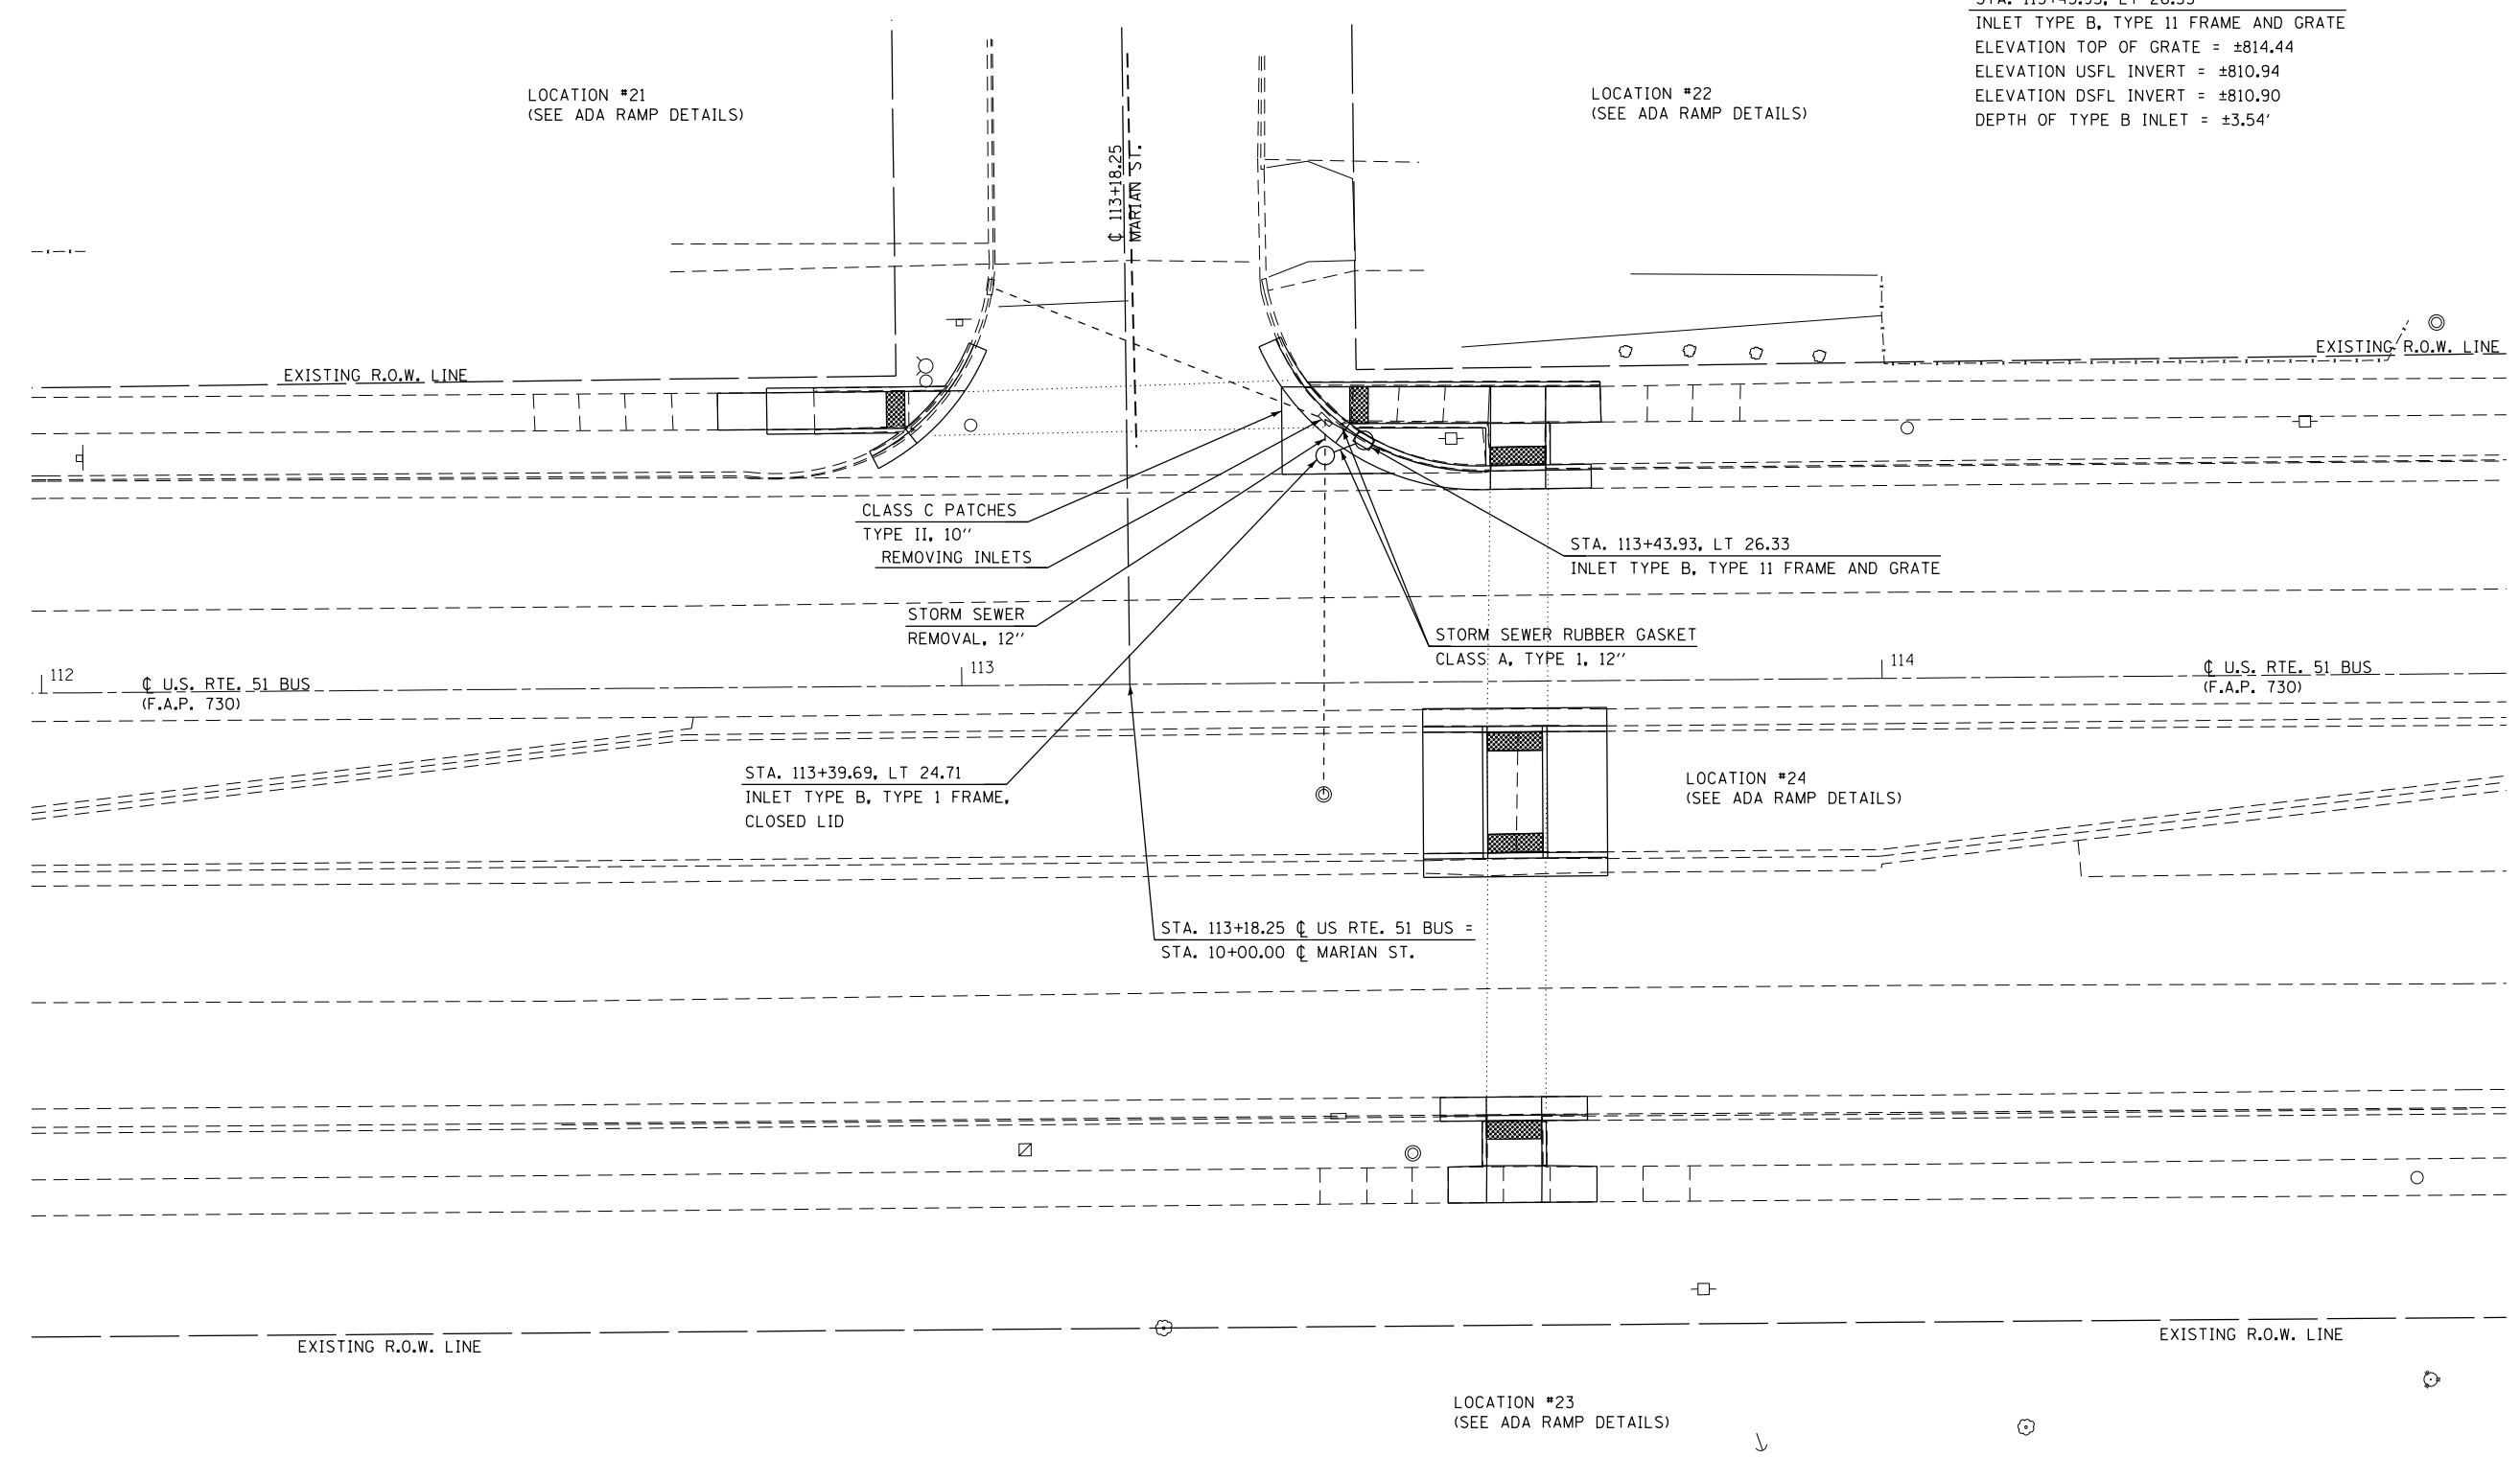 STA. 113+43.93, LT 26.33
INLET TYPE B, TYPE 11 FRAME AND GRATE
ELEVATION TOP OF GRATE = ±814.44
ELEVATION USFL INVERT = ±810.94
ELEVATION DSFL INVERT = ±810.90
DEPTH OF TYPE B INLET = ±3.54'
LOCATION #21
(SEE ADA RAMP DETAILS)
LOCATION #22
(SEE ADA RAMP DETAILS)
℄ 113+18.25
MARIAN ST.
EXISTING R.O.W. LINE
EXISTING R.O.W. LINE
CLASS C PATCHES
TYPE II, 10''
REMOVING INLETS
STA. 113+43.93, LT 26.33
INLET TYPE B, TYPE 11 FRAME AND GRATE
STORM SEWER
REMOVAL, 12''
STORM SEWER RUBBER GASKET
CLASS A, TYPE 1, 12''
112
℄ U.S. RTE. 51 BUS
(F.A.P. 730)
113
114
℄ U.S. RTE. 51 BUS
(F.A.P. 730)
STA. 113+39.69, LT 24.71
INLET TYPE B, TYPE 1 FRAME,
CLOSED LID
LOCATION #24
(SEE ADA RAMP DETAILS)
STA. 113+18.25 ℄ US RTE. 51 BUS =
STA. 10+00.00 ℄ MARIAN ST.
EXISTING R.O.W. LINE
EXISTING R.O.W. LINE
LOCATION #23
(SEE ADA RAMP DETAILS)